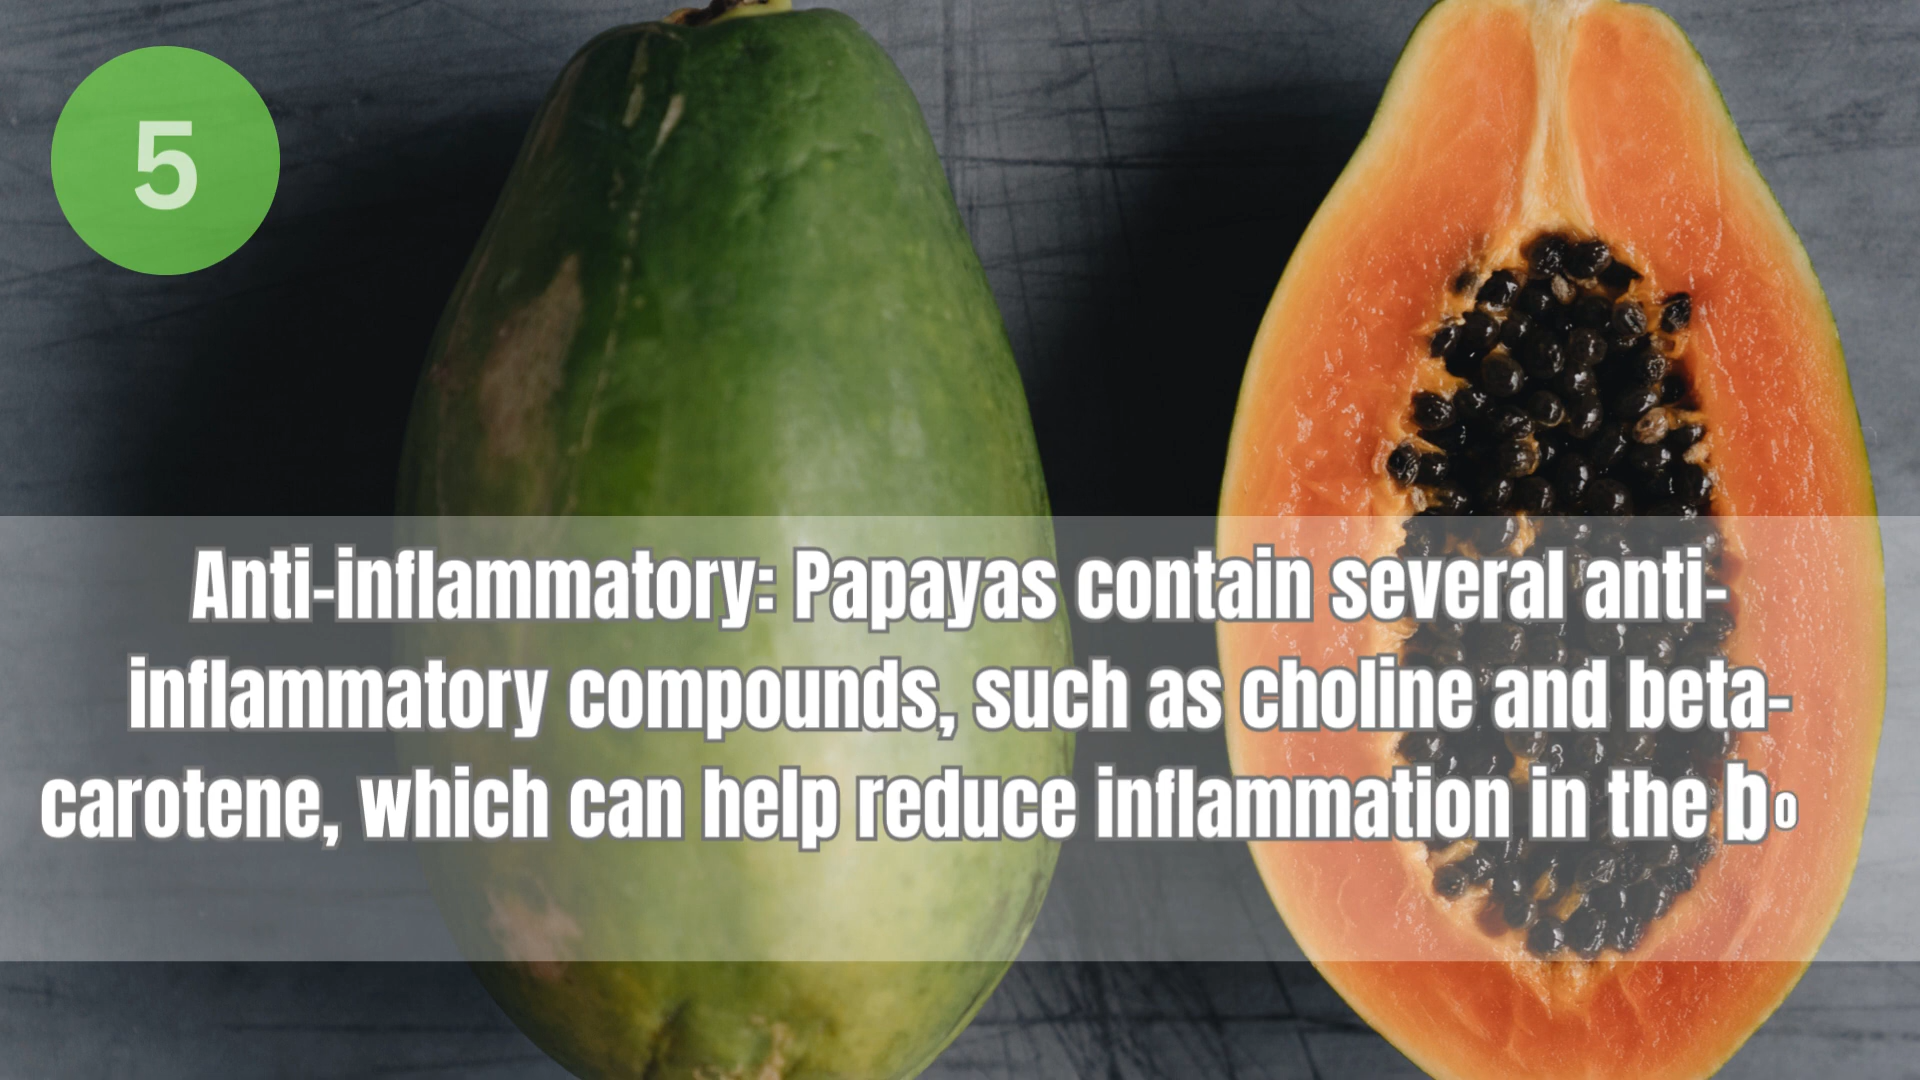 5
Anti-inflammatory: Papayas contain several anti-
inflammatory compounds, such as choline and beta-
carotene, which can help reduce inflammation in the bo